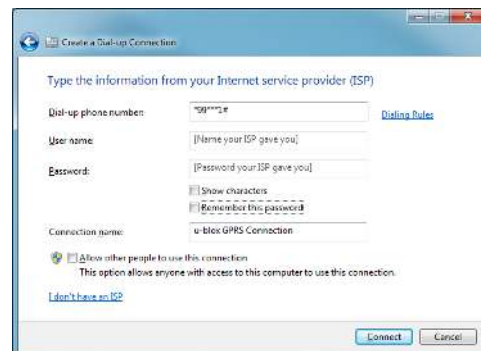 Create a Dial-up Connection
Type the information from your Internet service provider (ISP)
Dial-up phone number: *99***1#
Dialing Rules
User name: [Name your ISP gave you]
Password: [Password your ISP gave you]
Show characters
Remember this password
Connection name: u-blox GPRS Connection
Allow other people to use this connection
This option allows anyone with access to this computer to use this connection.
I don't have an ISP
Connect Cancel